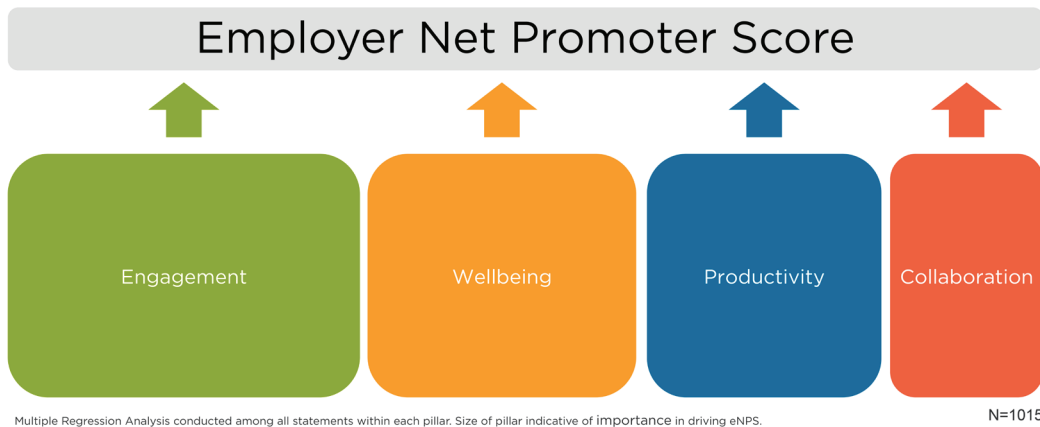 Employer Net Promoter Score
Engagement
Wellbeing
Productivity
Collaboration
Multiple Regression Analysis conducted among all statements within each pillar. Size of pillar indicative of importance in driving eNPS.
N=1015